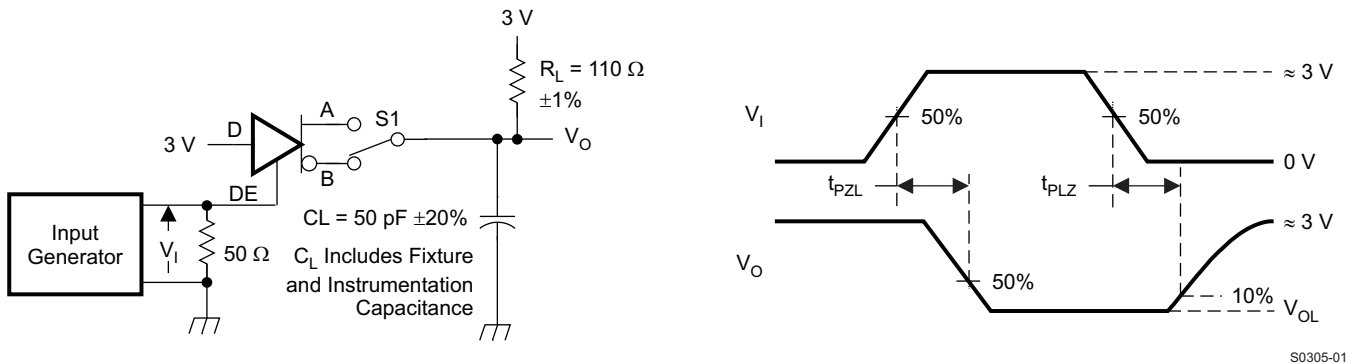 3 V
R_L = 110 Ω
±1%
A
S1
D
3 V
V_O
B
DE
CL = 50 pF ±20%
Input
Generator
V_I
50 Ω
C_L Includes Fixture
and Instrumentation
Capacitance
≈ 3 V
V_I
50%
50%
0 V
t_PZL
t_PLZ
≈ 3 V
V_O
50%
10%
V_OL
S0305-01